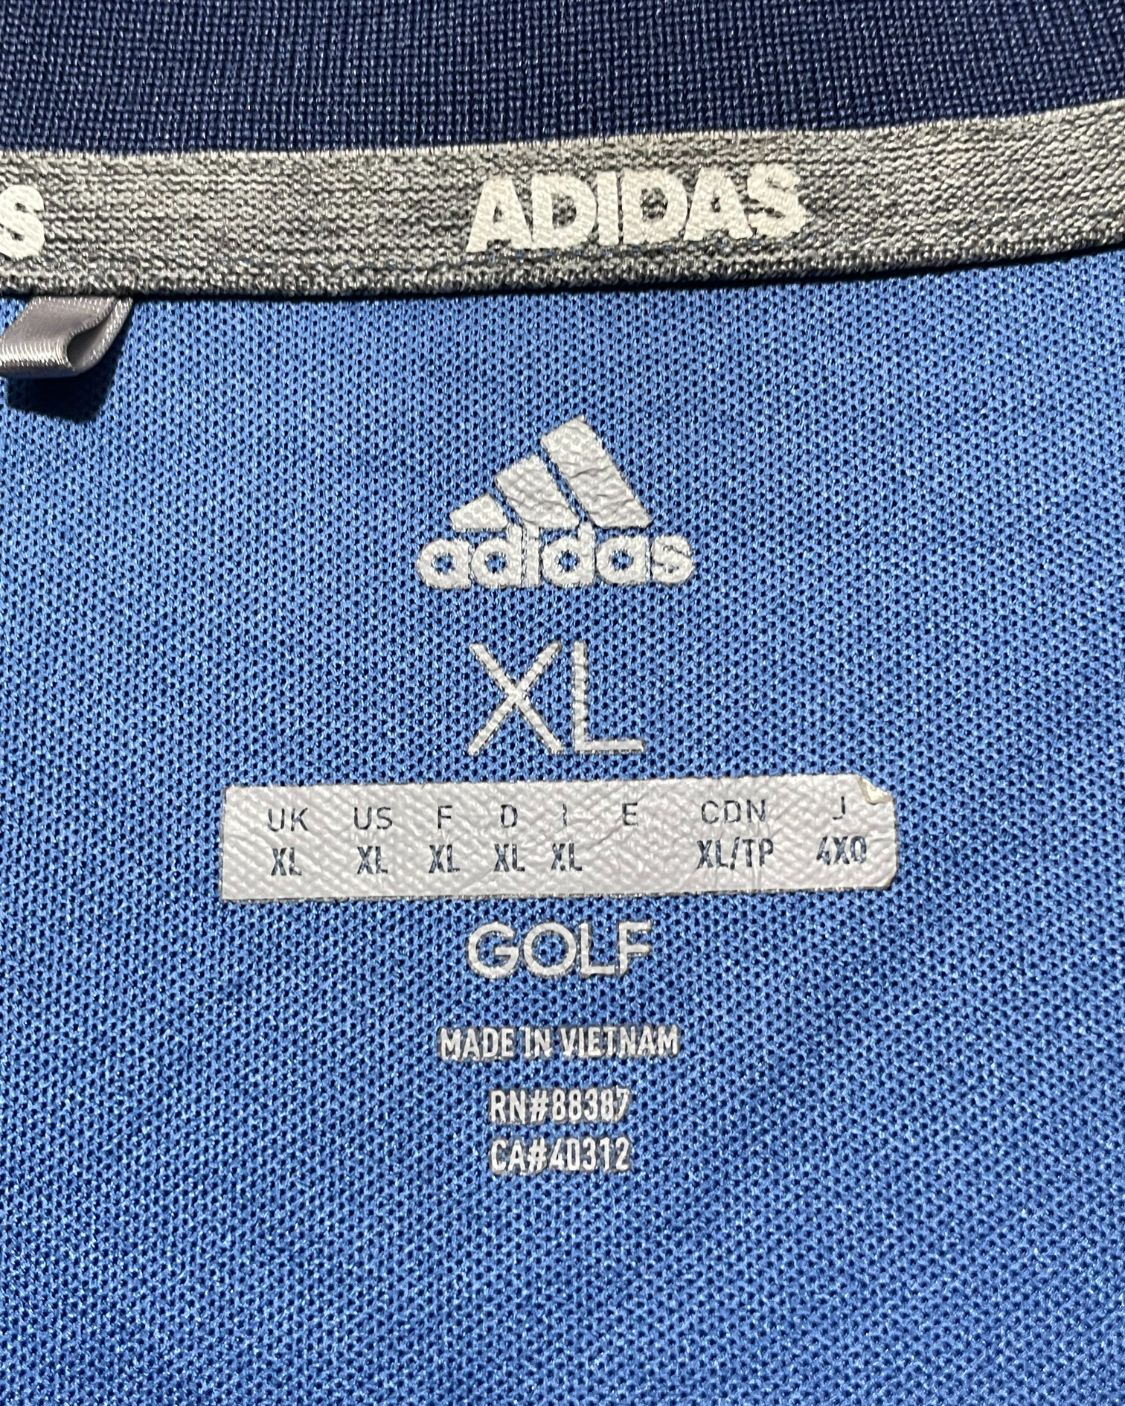 S ADIDAS
adidas
XL
UK US F D I E CDN J
XL XL XL XL XL XL/TP 4XO
GOLF
MADE IN VIETNAM
RN#88387
CA#40312